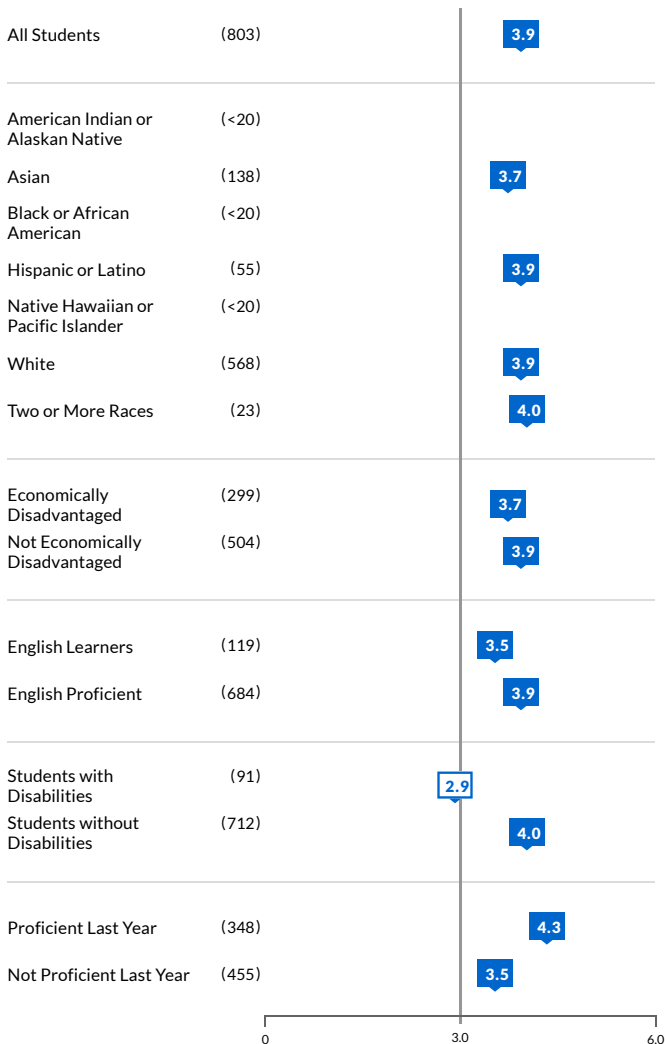 All Students (803) 3.9
American Indian or (<20)
Alaskan Native
Asian (138) 3.7
Black or African (<20)
American
Hispanic or Latino (55) 3.9
Native Hawaiian or (<20)
Pacific Islander
White (568) 3.9
Two or More Races (23) 4.0
Economically (299) 3.7
Disadvantaged
Not Economically (504) 3.9
Disadvantaged
English Learners (119) 3.5
English Proficient (684) 3.9
Students with (91) 2.9
Disabilities
Students without (712) 4.0
Disabilities
Proficient Last Year (348) 4.3
Not Proficient Last Year (455) 3.5
0 3.0 6.0